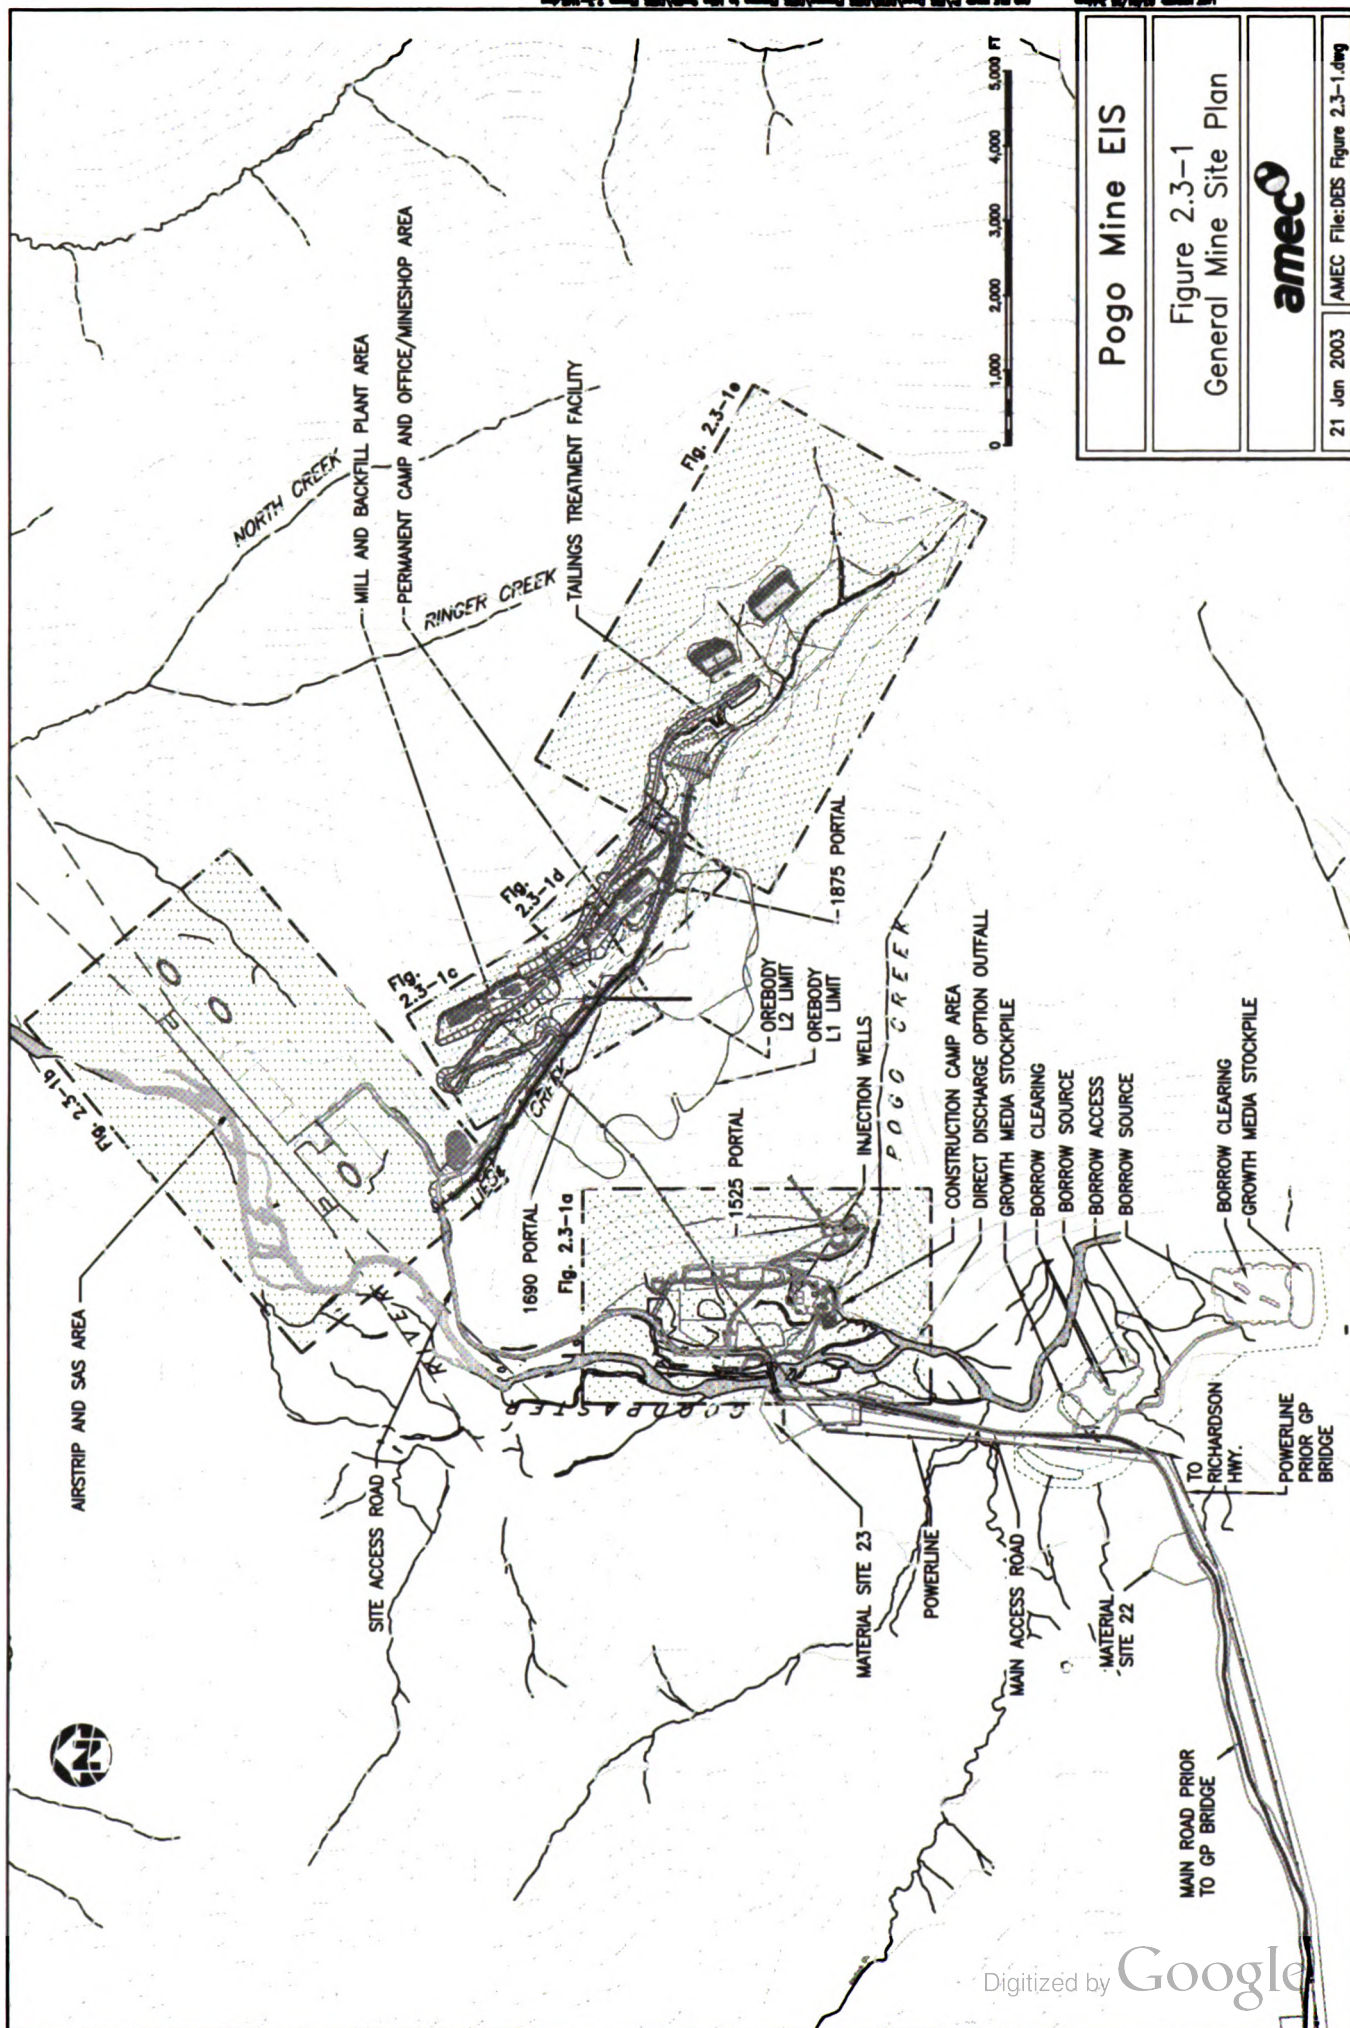 Pogo Mine EIS
Figure 2.3-1
General Mine Site Plan
amec
21 Jan 2003
AMEC File:DEIS Figure 2.3-1.dwg
0 1,000 2,000 3,000 4,000 5,000 FT
N
NORTH CREEK
MILL AND BACKFILL PLANT AREA
PERMANENT CAMP AND OFFICE/MINESHOP AREA
RINGER CREEK
TAILINGS TREATMENT FACILITY
Fig. 2.3-1e
Fig.
2.3-1d
Fig.
2.3-1c
Fig. 2.3-1b
AIRSTRIP AND SAS AREA
1875 PORTAL
OREBODY
L2 LIMIT
OREBODY
L1 LIMIT
LIESE
CREEK
1690 PORTAL
Fig. 2.3-1a
1525 PORTAL
INJECTION WELLS
POGO CREEK
CONSTRUCTION CAMP AREA
DIRECT DISCHARGE OPTION OUTFALL
GROWTH MEDIA STOCKPILE
BORROW CLEARING
BORROW SOURCE
BORROW ACCESS
BORROW SOURCE
BORROW CLEARING
GROWTH MEDIA STOCKPILE
RIVER
GOODPASTER
SITE ACCESS ROAD
MATERIAL SITE 23
POWERLINE
MAIN ACCESS ROAD
MATERIAL
SITE 22
TO
RICHARDSON
HWY.
POWERLINE
PRIOR GP
BRIDGE
MAIN ROAD PRIOR
TO GP BRIDGE
Digitized by Google